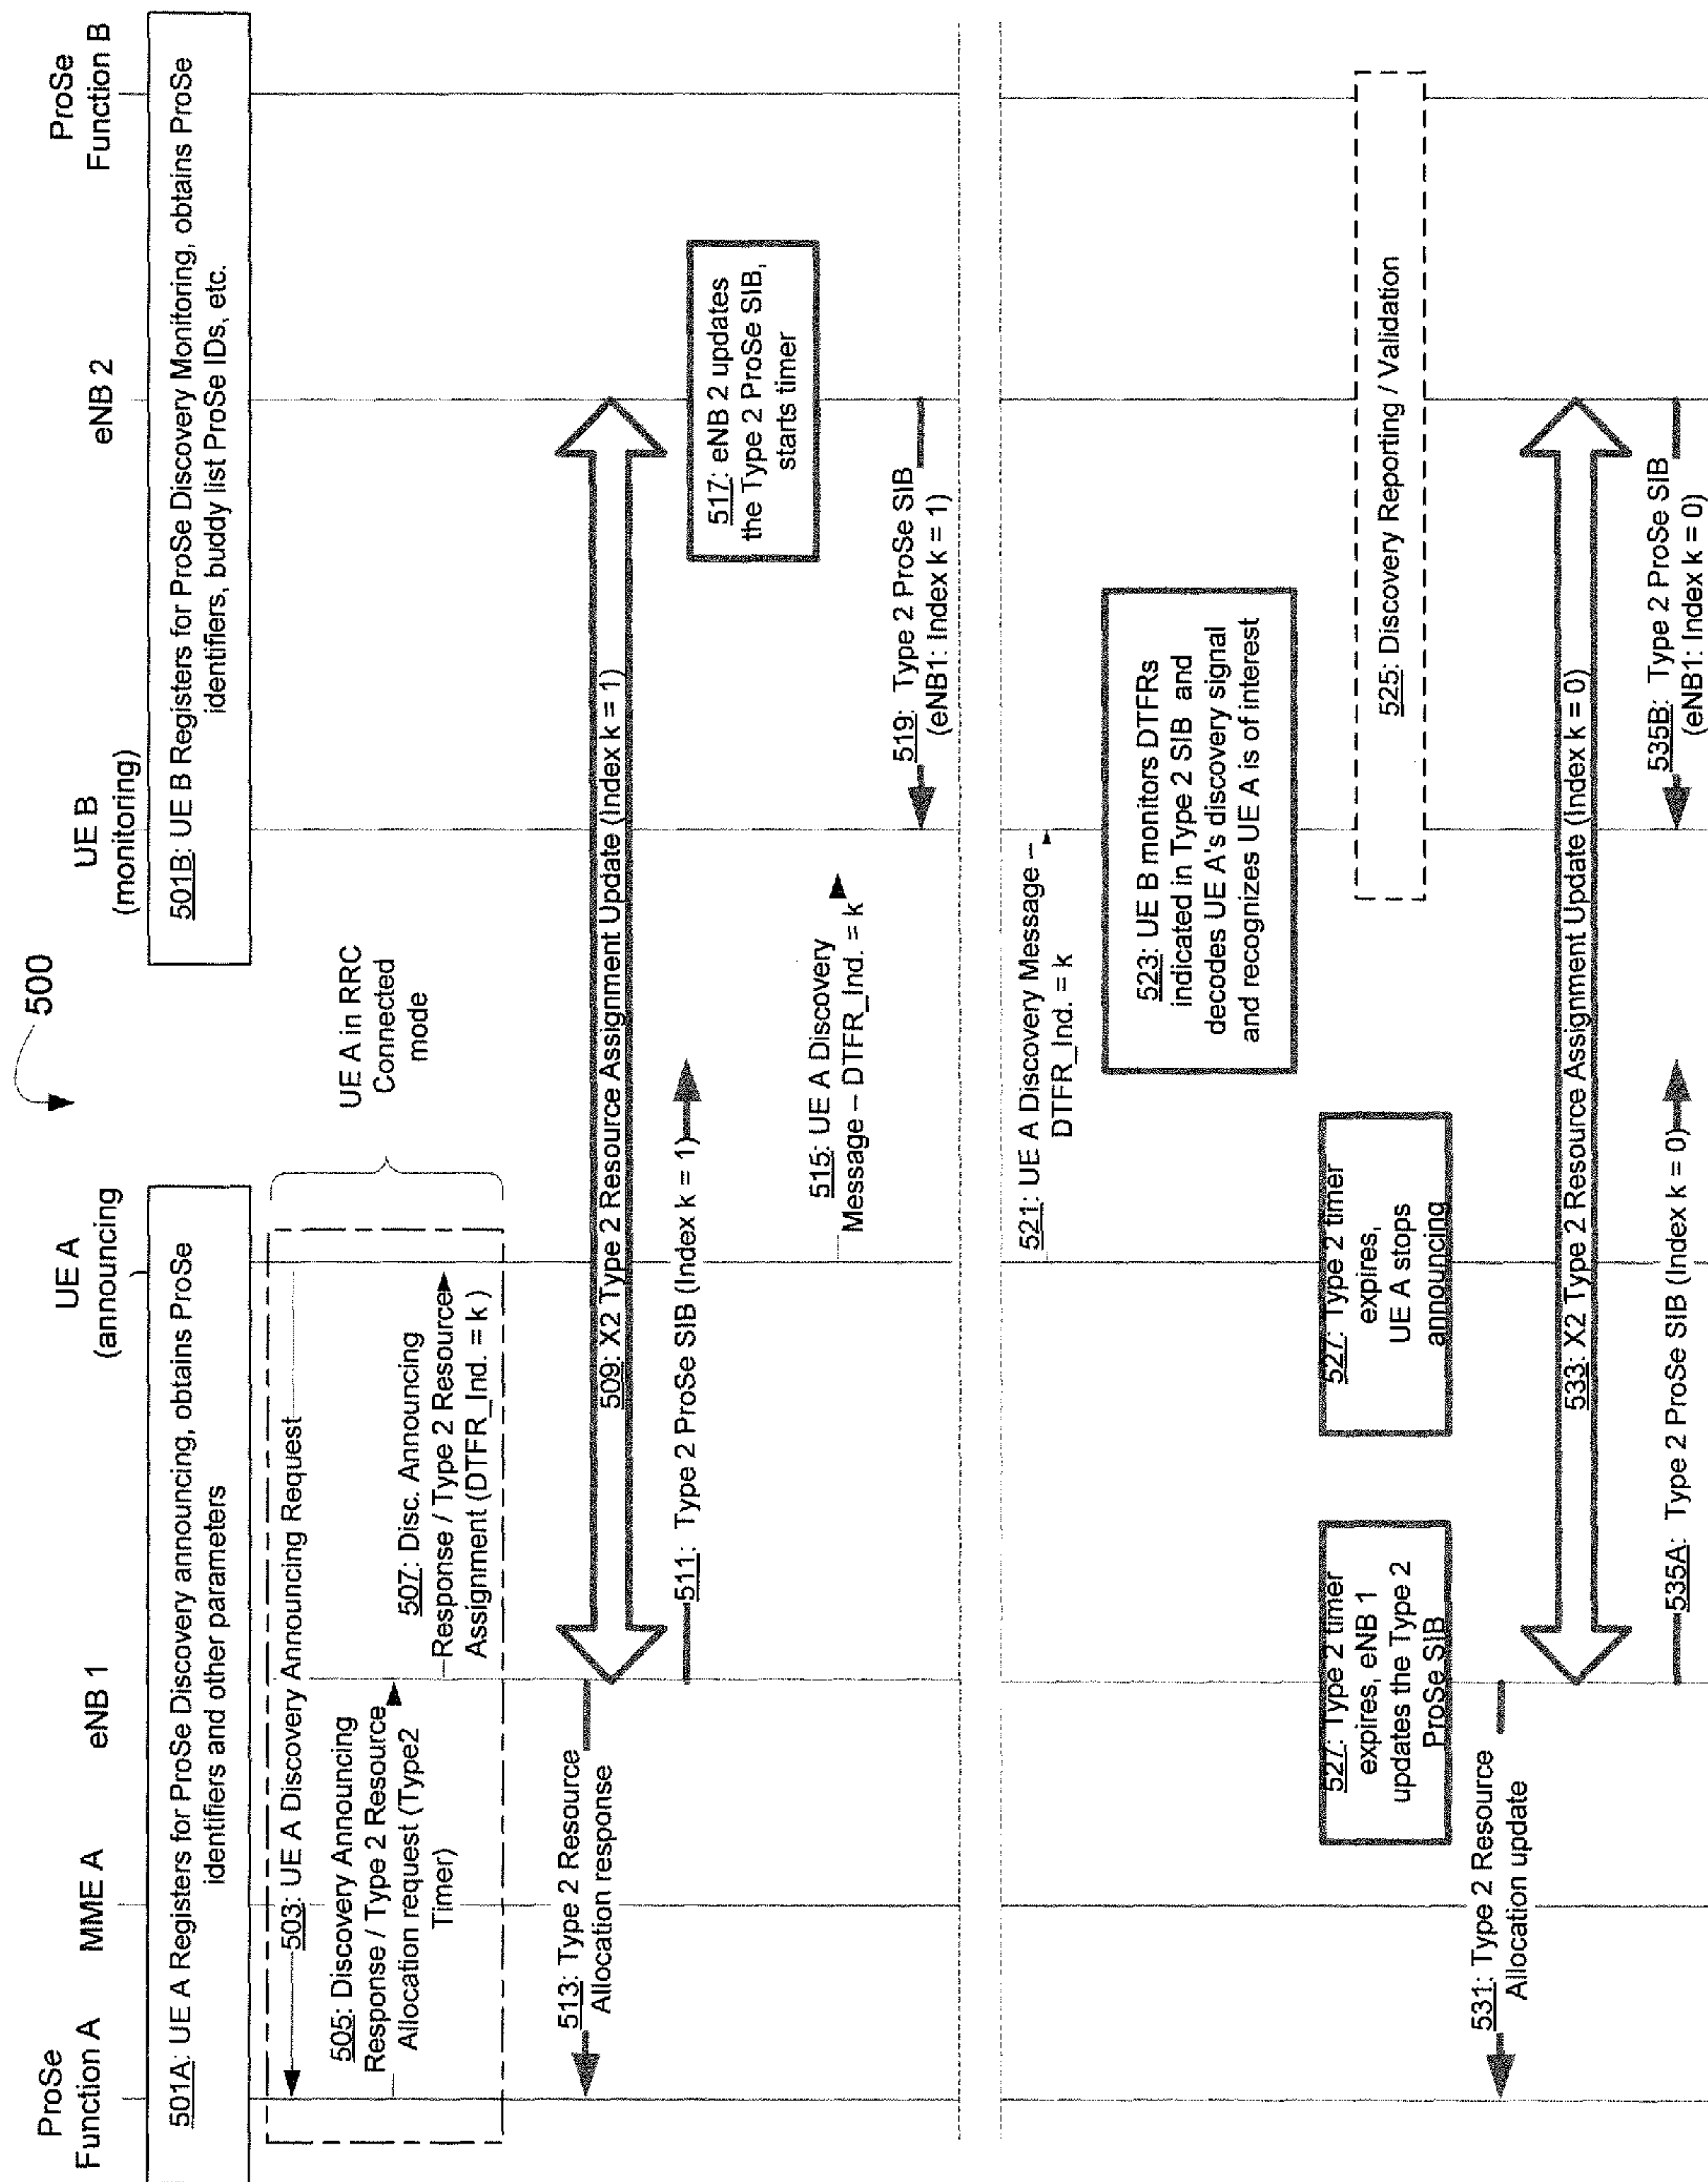 500
ProSe
Function A
MME A
eNB 1
UE A
(announcing)
UE B
(monitoring)
eNB 2
ProSe
Function B
501A: UE A Registers for ProSe Discovery announcing, obtains ProSe
identifiers and other parameters
501B: UE B Registers for ProSe Discovery Monitoring, obtains ProSe
identifiers, buddy list ProSe IDs, etc.
503: UE A Discovery Announcing Request
UE A in RRC
Connected
mode
505: Discovery Announcing
Response / Type 2 Resource
Allocation request (Type2
Timer)
507: Disc. Announcing
Response / Type 2 Resource
Assignment (DTFR_Ind. = k )
513: Type 2 Resource
Allocation response
509: X2 Type 2 Resource Assignment Update (Index k = 1)
511: Type 2 ProSe SIB (Index k = 1)
517: eNB 2 updates
the Type 2 ProSe SIB,
starts timer
515: UE A Discovery
Message – DTFR_Ind. = k
519: Type 2 ProSe SIB
(eNB1: Index k = 1)
521: UE A Discovery Message –
DTFR_Ind. = k
523: UE B monitors DTFRs
indicated in Type 2 SIB and
decodes UE A's discovery signal
and recognizes UE A is of interest
527: Type 2 timer
expires, eNB 1
updates the Type 2
ProSe SIB
527: Type 2 timer
expires,
UE A stops
announcing
525: Discovery Reporting / Validation
531: Type 2 Resource
Allocation update
533: X2 Type 2 Resource Assignment Update (Index k = 0)
535A: Type 2 ProSe SIB (Index k = 0)
535B: Type 2 ProSe SIB
(eNB1: Index k = 0)